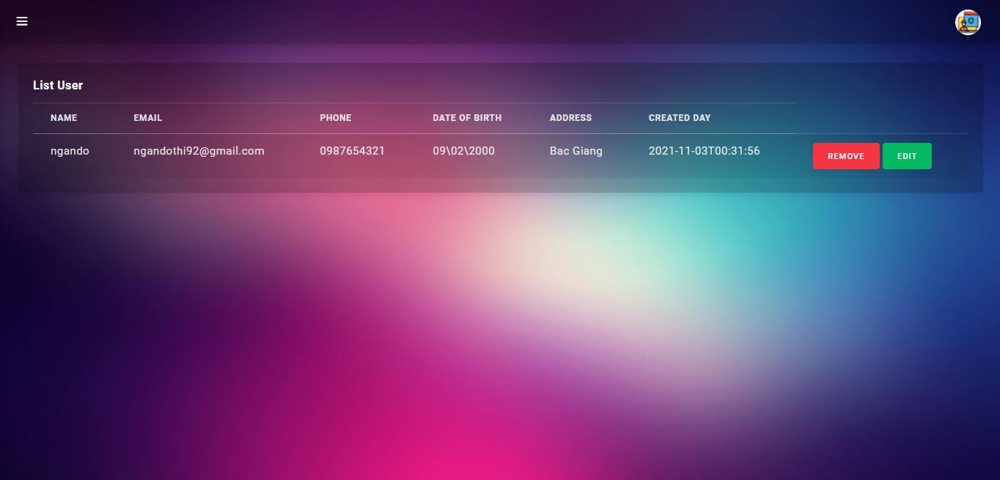 List User
NAME EMAIL PHONE DATE OF BIRTH ADDRESS CREATED DAY
ngando ngandothi92@gmail.com 0987654321 09\02\2000 Bac Giang 2021-11-03T00:31:56 REMOVE EDIT